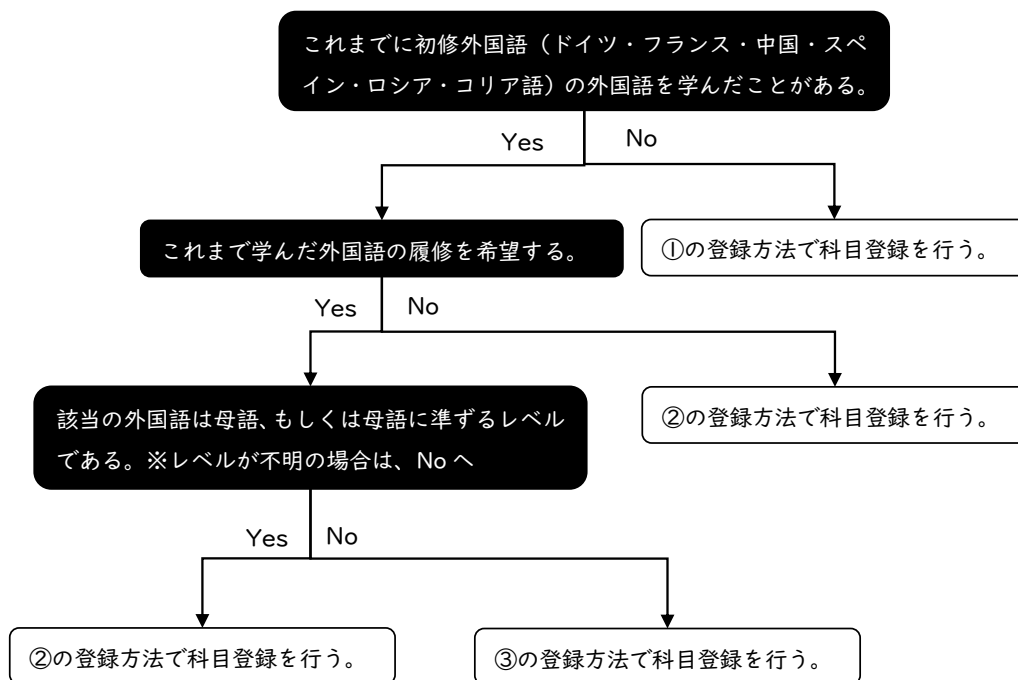 これまでに初修外国語（ドイツ・フランス・中国・スペ
イン・ロシア・コリア語）の外国語を学んだことがある。
Yes
No
これまで学んだ外国語の履修を希望する。
①の登録方法で科目登録を行う。
Yes
No
該当の外国語は母語、もしくは母語に準ずるレベル
である。※レベルが不明の場合は、No へ
②の登録方法で科目登録を行う。
Yes
No
②の登録方法で科目登録を行う。
③の登録方法で科目登録を行う。